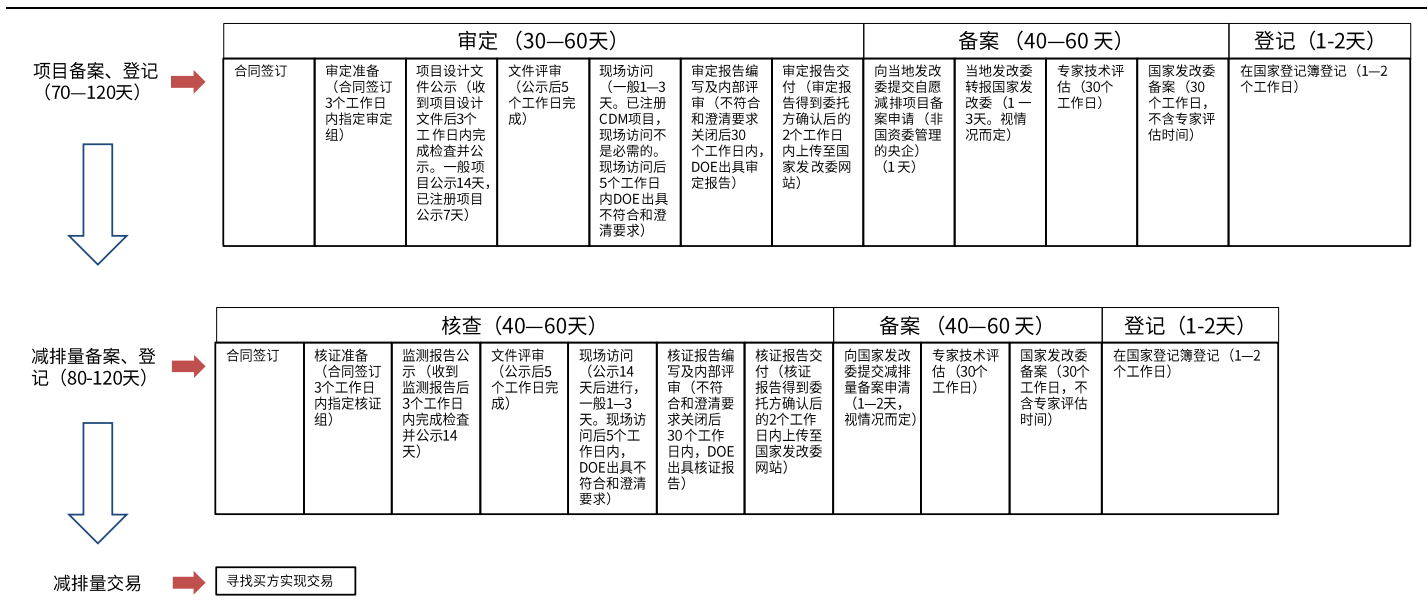 审定（30—60天）
备案（40—60 天）
登记（1-2天）
项目备案、登记
（70—120天）
合同签订
审定准备
（合同签订
3个工作日
内指定审定
组）
项目设计文
件公示（收
到项目设计
文件后3个
工作日内完
成检查并公
示。一般项
目公示14天，
已注册项目
公示7天）
文件评审
（公示后5
个工作日完
成）
现场访问
（一般1—3
天。已注册
CDM项目，
现场访问不
是必需的。
现场访问后
5个工作日
内DOE出具
不符合和澄
清要求）
审定报告编
写及内部评
审（不符合
和澄清要求
关闭后30
个工作日内，
DOE出具审
定报告）
审定报告交
付（审定报
告得到委托
方确认后的
2个工作日
内上传至国
家发改委网
站）
向当地发改
委提交自愿
减排项目备
案申请（非
国资委管理
的央企）
（1天）
当地发改委
转报国家发
改委（1 —
3天。视情
况而定）
专家技术评
估（30个
工作日）
国家发改委
备案（30
个工作日，
不含专家评
估时间）
在国家登记簿登记（1—2
个工作日）
核查（40—60天）
备案（40—60 天）
登记（1-2天）
减排量备案、登
记（80-120天）
合同签订
核证准备
（合同签订
3个工作日
内指定核证
组）
监测报告公
示（收到
监测报告后
3个工作日
内完成检查
并公示14
天）
文件评审
（公示后5
个工作日完
成）
现场访问
（公示14
天后进行，
一般1—3
天。现场访
问后5个工
作日内，
DOE出具不
符合和澄清
要求）
核证报告编
写及内部评
审（不符
合和澄清要
求关闭后
30个工作
日内，DOE
出具核证报
告）
核证报告交
付（核证
报告得到委
托方确认后
的2个工作
日内上传至
国家发改委
网站）
向国家发改
委提交减排
量备案申请
（1—2天，
视情况而定）
专家技术评
估（30个
工作日）
国家发改委
备案（30个
工作日，不
含专家评估
时间）
在国家登记簿登记（1—2
个工作日）
减排量交易
寻找买方实现交易